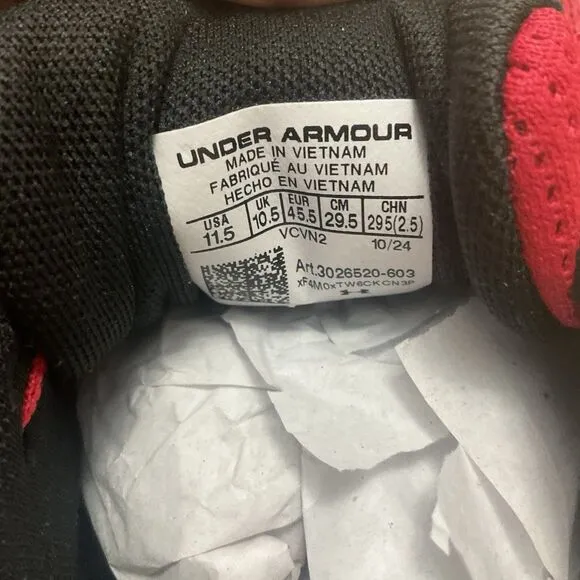 UNDER ARMOUR
MADE IN VIETNAM
FABRIQUÉ AU VIETNAM
HECHO EN VIETNAM
USA UK EUR CM CHN
11.5 10.5 45.5 29.5 295(2.5)
VCVN2 10/24
Art.3026520-603
xF4M0xTW6CKCN3P